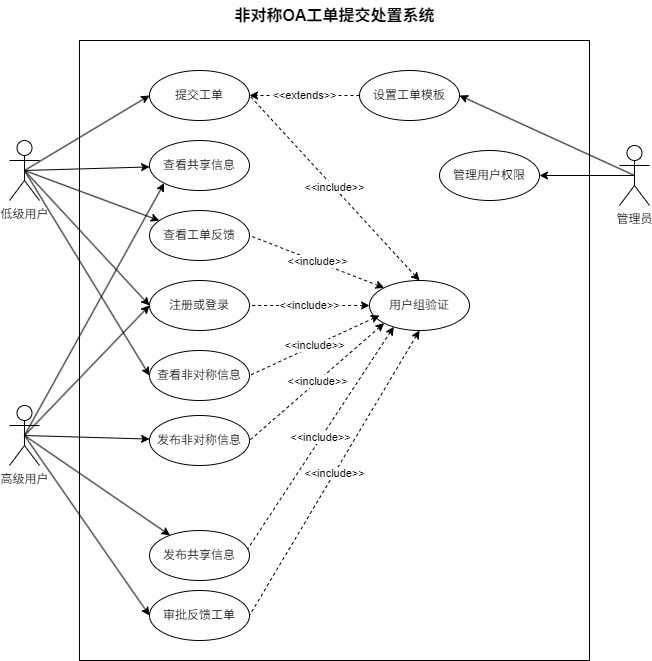 非对称OA工单提交处置系统
提交工单
<<extends>>
设置工单模板
查看共享信息
管理用户权限
<<include>>
低级用户
管理员
查看工单反馈
<<include>>
注册或登录
<<include>>
用户组验证
<<include>>
查看非对称信息
<<include>>
发布非对称信息
<<include>>
<<include>>
高级用户
发布共享信息
审批反馈工单